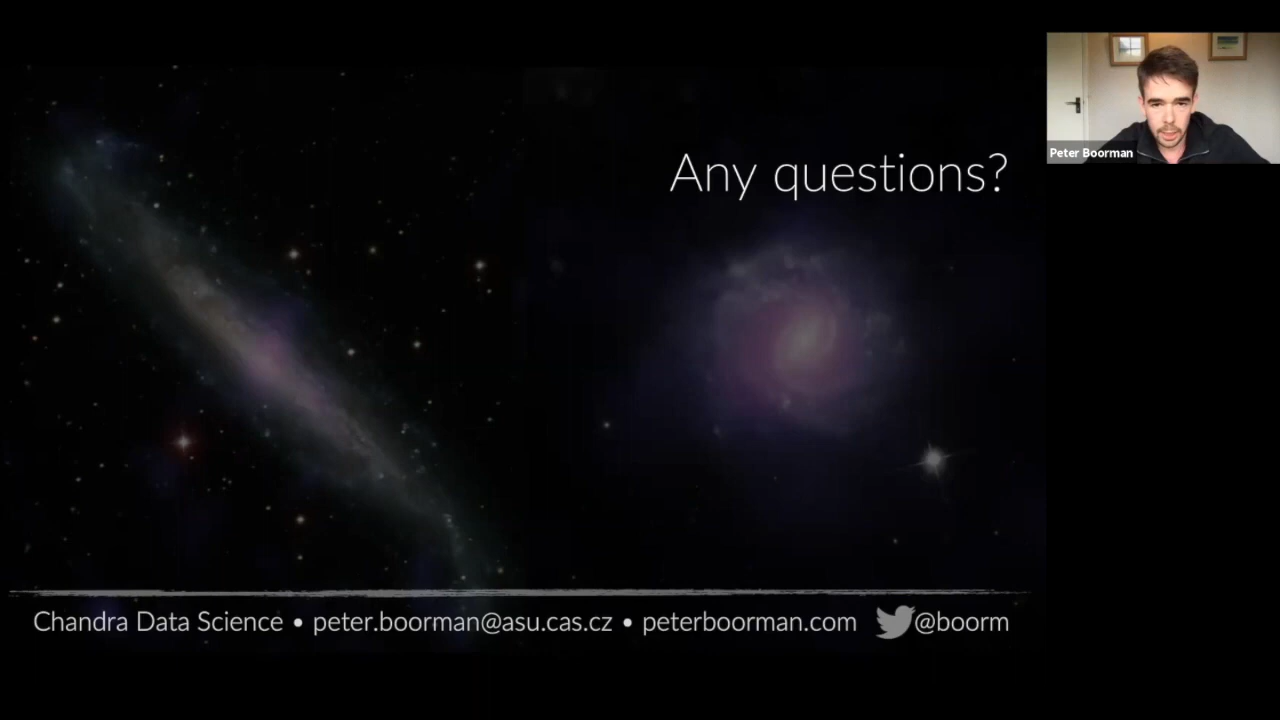 Any questions?
Peter Boorman
Chandra Data Science • peter.boorman@asu.cas.cz • peterboorman.com @boorm